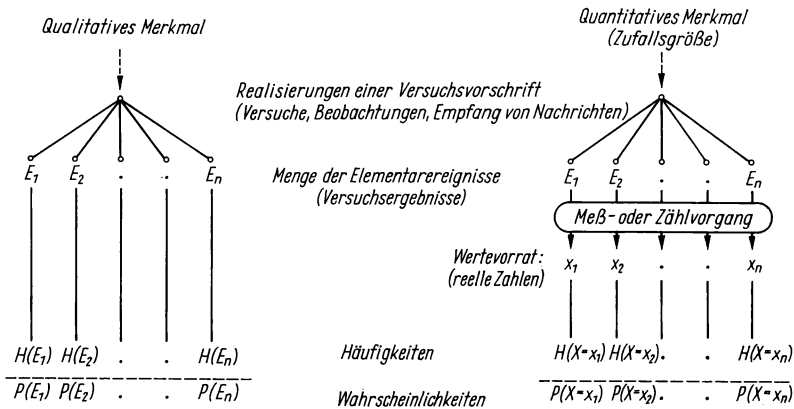 Qualitatives Merkmal
Quantitatives Merkmal
(Zufallsgröße)
Realisierungen einer Versuchsvorschrift
(Versuche, Beobachtungen, Empfang von Nachrichten)
E₁ E₂ . . Eₙ
Menge der Elementarereignisse
(Versuchsergebnisse)
E₁ E₂ . . Eₙ
Meß- oder Zählvorgang
Wertevorrat:
(reelle Zahlen)
x₁ x₂ . . xₙ
H(E₁) H(E₂) . . H(Eₙ)
Häufigkeiten
H(X=x₁) H(X=x₂) . . H(X=xₙ)
P(E₁) P(E₂) . . P(Eₙ)
Wahrscheinlichkeiten
P(X=x₁) P(X=x₂) . . P(X=xₙ)